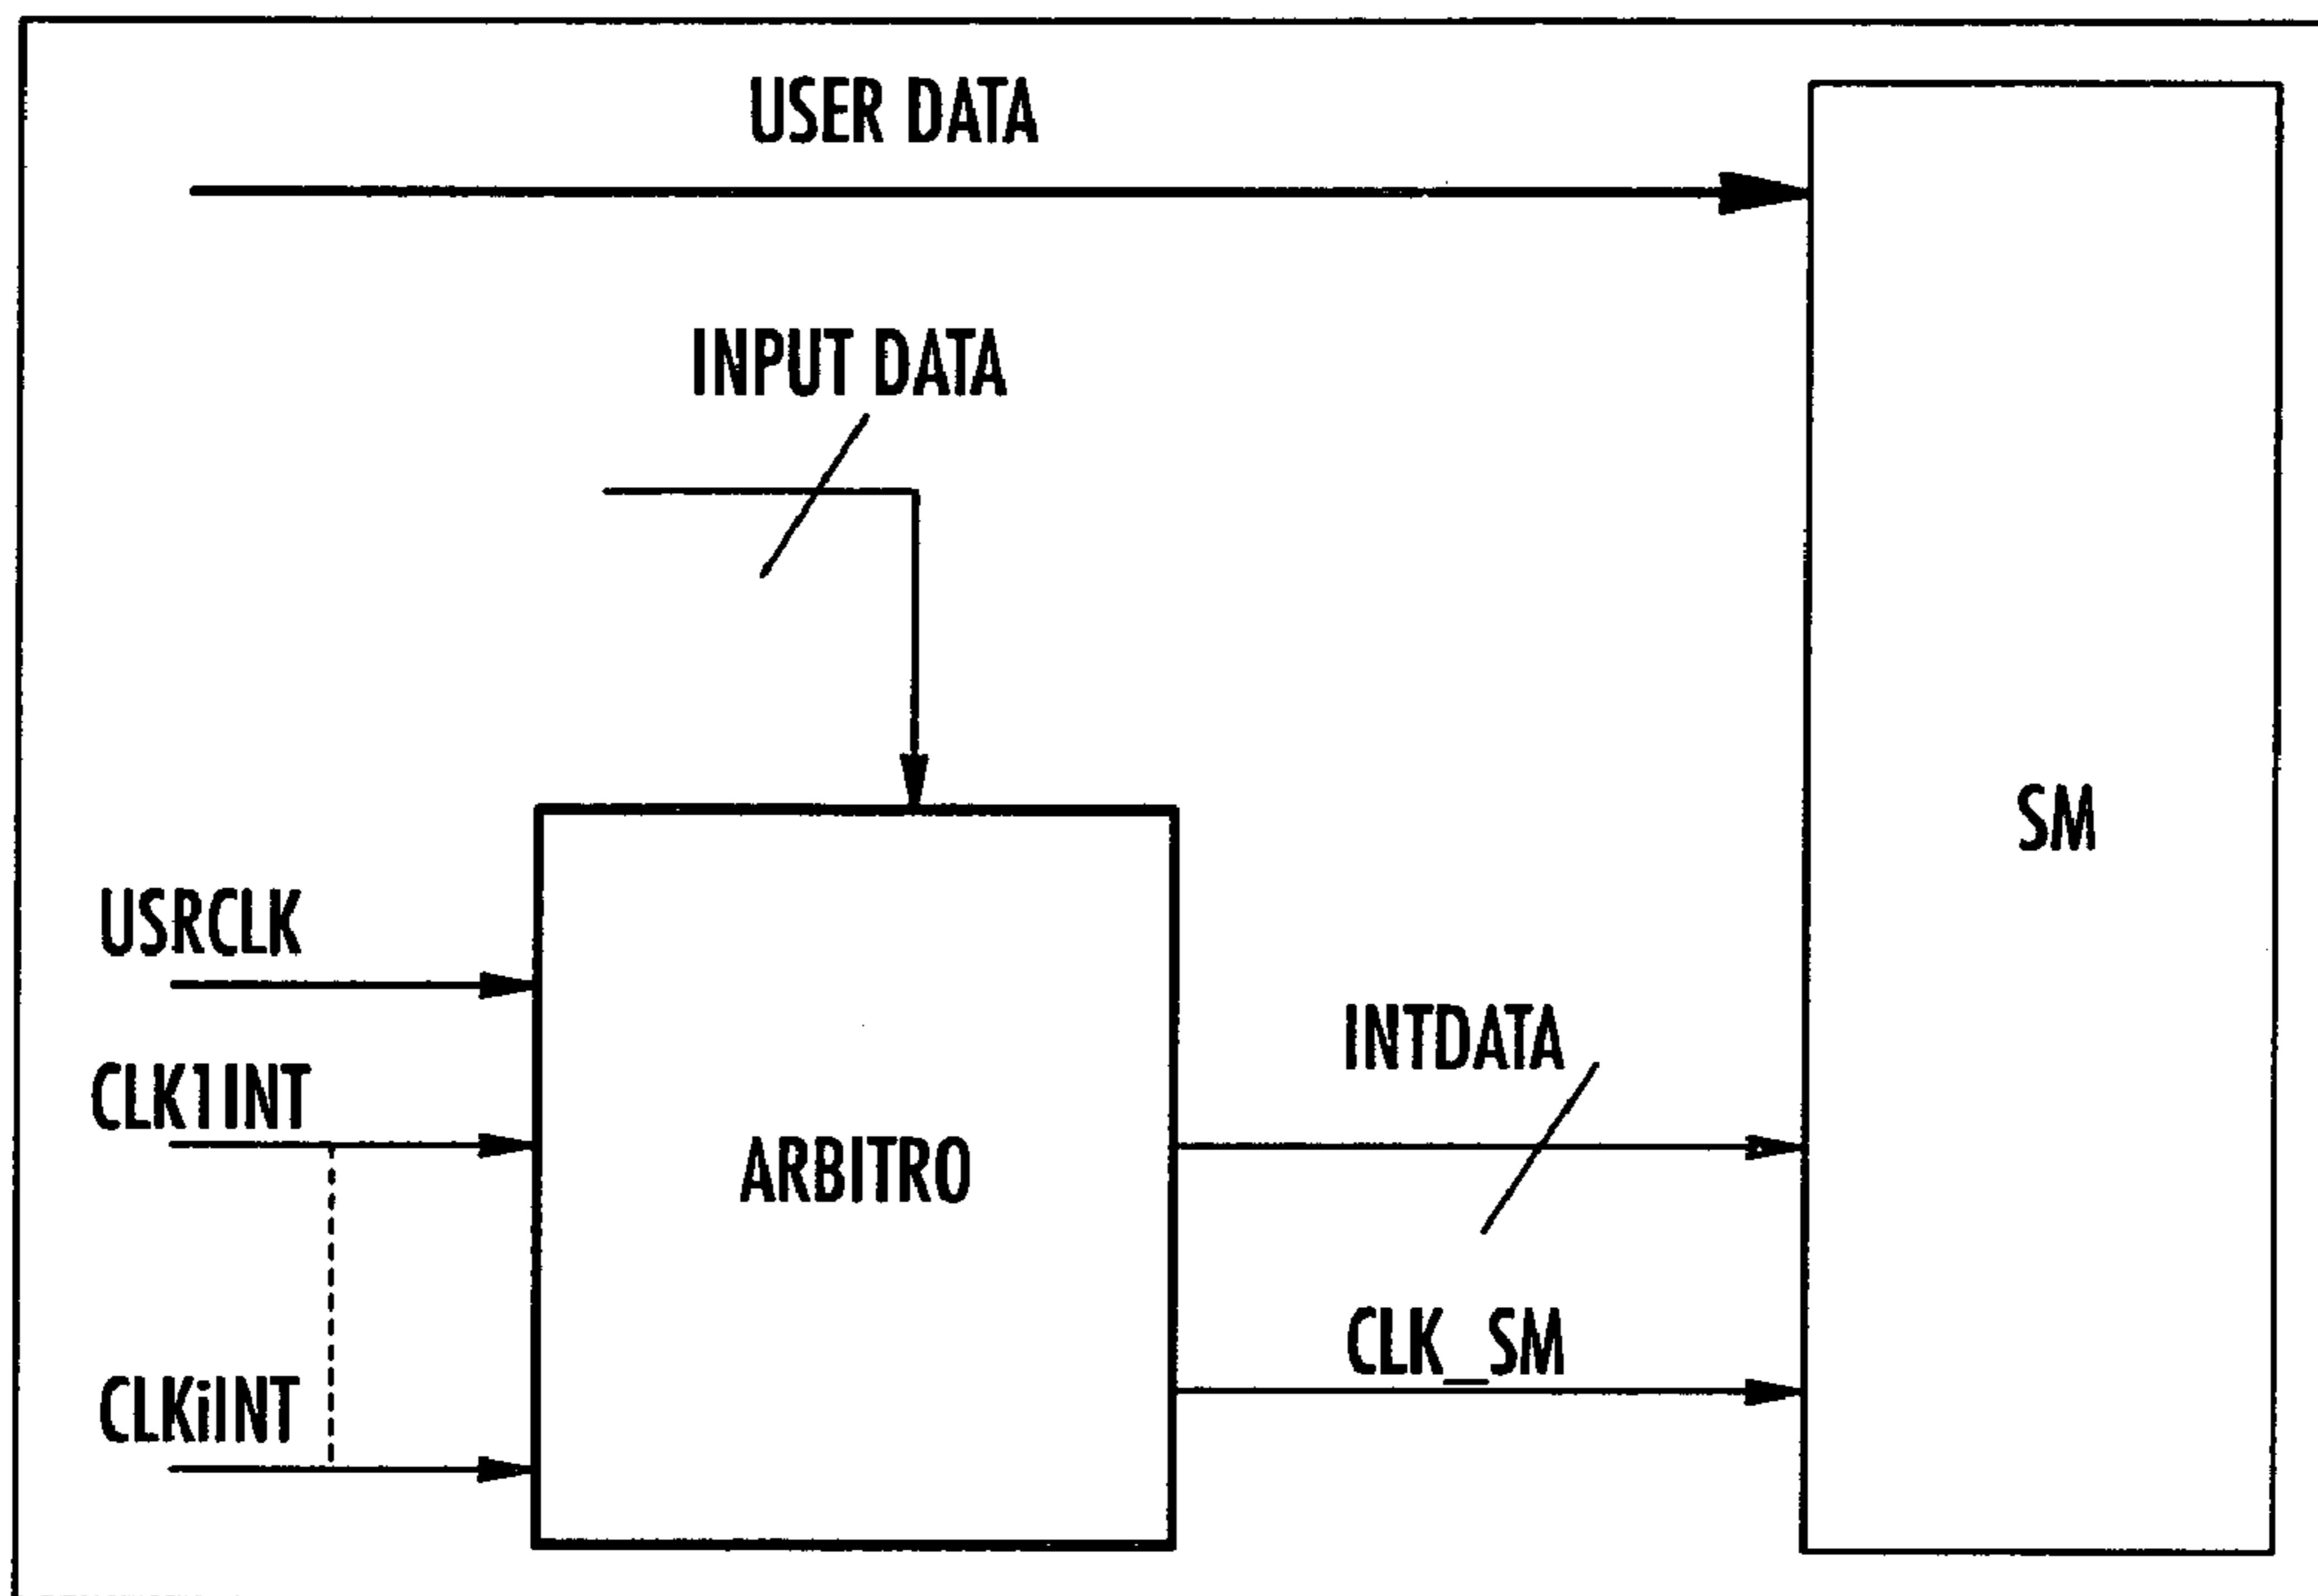 USER DATA
INPUT DATA
SM
USRCLK
INTDATA
CLK1INT
ARBITRO
CLK_SM
CLKiINT